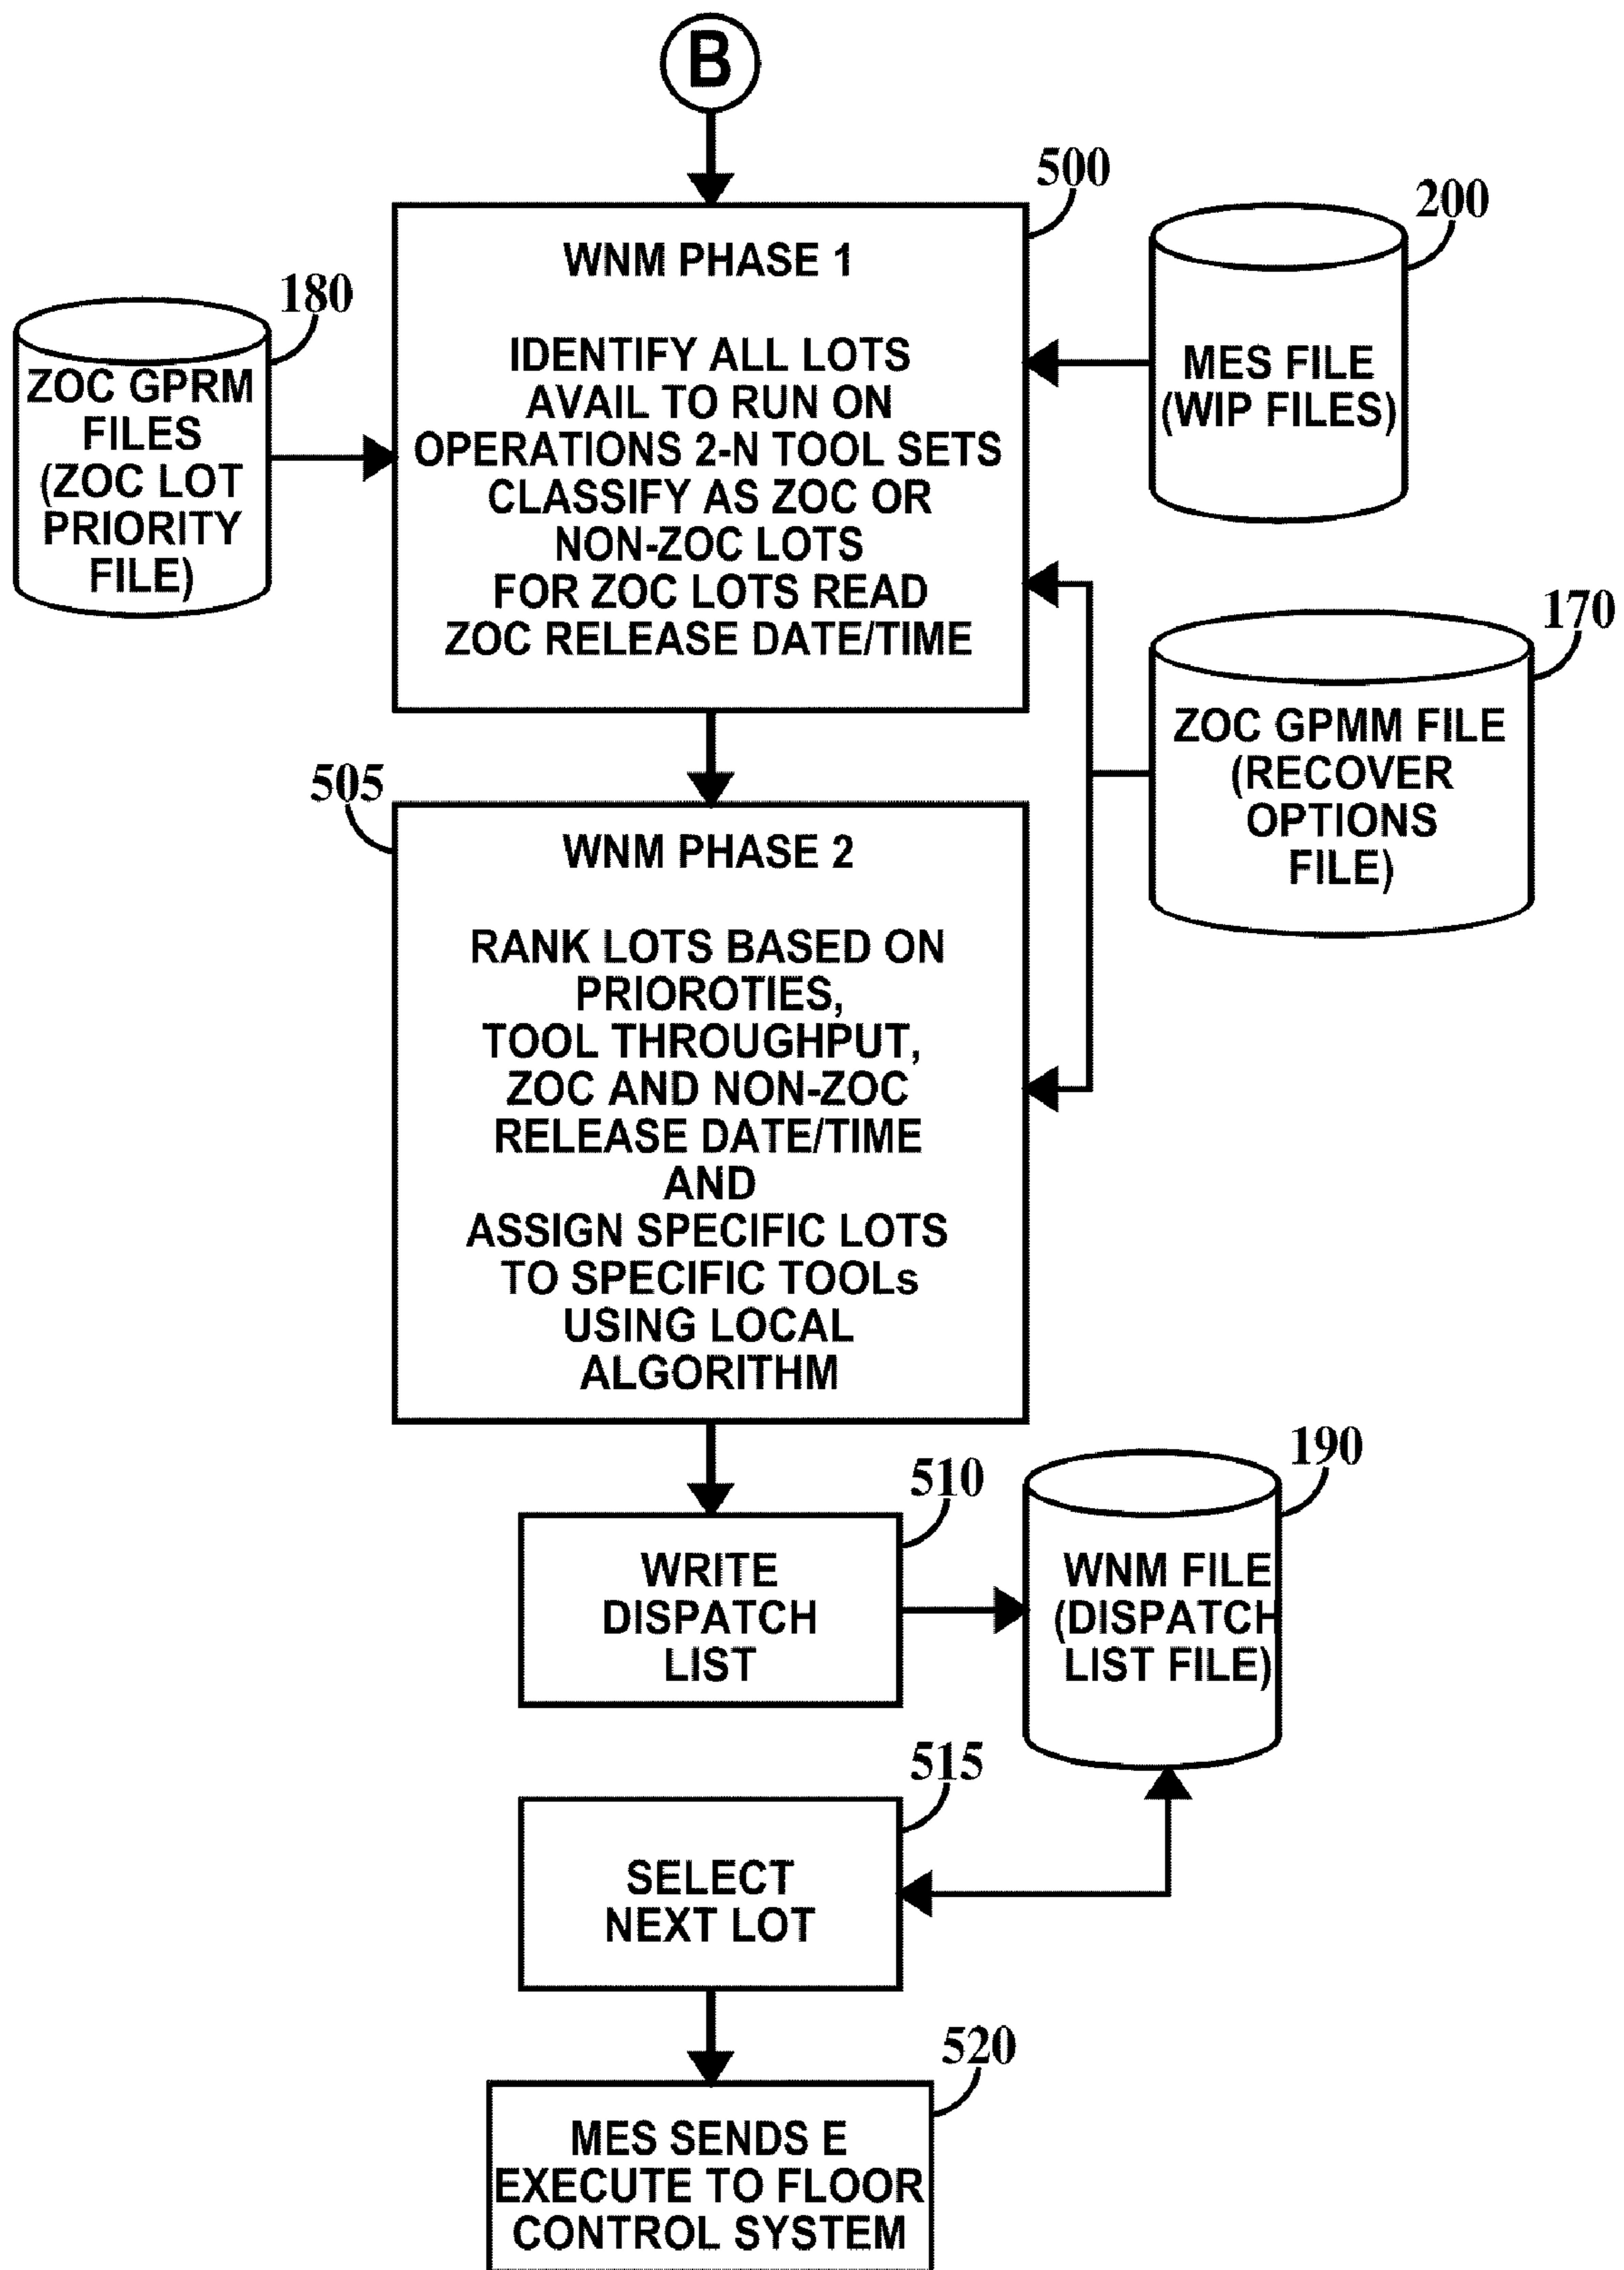 B
500
WNM PHASE 1
IDENTIFY ALL LOTS
AVAIL TO RUN ON
OPERATIONS 2-N TOOL SETS
CLASSIFY AS ZOC OR
NON-ZOC LOTS
FOR ZOC LOTS READ
ZOC RELEASE DATE/TIME
200
MES FILE
(WIP FILES)
180
ZOC GPRM
FILES
(ZOC LOT
PRIORITY
FILE)
170
ZOC GPMM FILE
(RECOVER
OPTIONS
FILE)
505
WNM PHASE 2
RANK LOTS BASED ON
PRIOROTIES,
TOOL THROUGHPUT,
ZOC AND NON-ZOC
RELEASE DATE/TIME
AND
ASSIGN SPECIFIC LOTS
TO SPECIFIC TOOLs
USING LOCAL
ALGORITHM
510
WRITE
DISPATCH
LIST
190
WNM FILE
(DISPATCH
LIST FILE)
515
SELECT
NEXT LOT
520
MES SENDS E
EXECUTE TO FLOOR
CONTROL SYSTEM